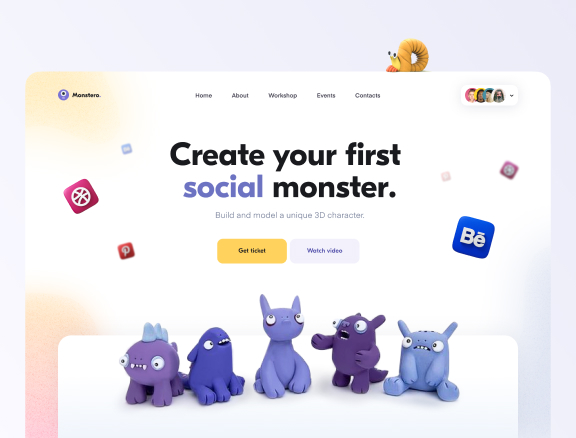 Monstero.
Home About Workshop Events Contacts
Create your first
social monster.
Build and model a unique 3D character.
Get ticket Watch video
Bē